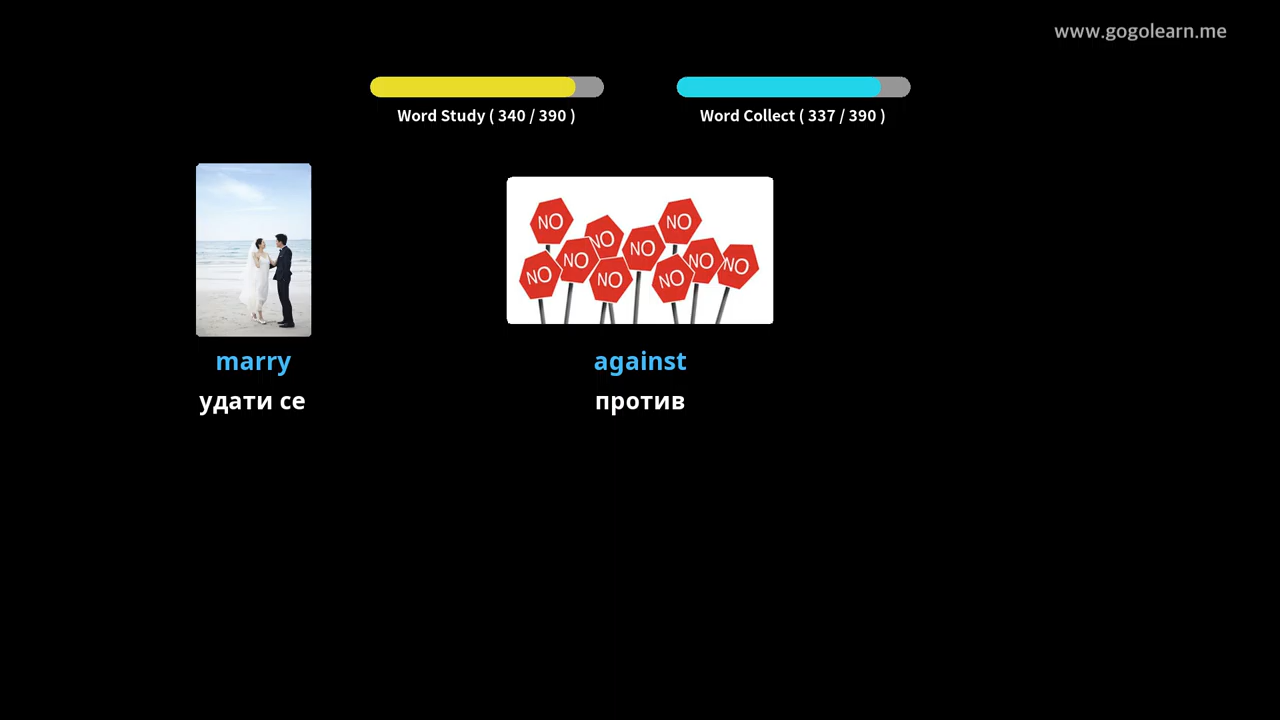 www.gogolearn.me
Word Study ( 340 / 390 )
Word Collect ( 337 / 390 )
NO
NO
NO
NO
NO
NO
NO
NO
NO
NO
marry
against
удати се
против